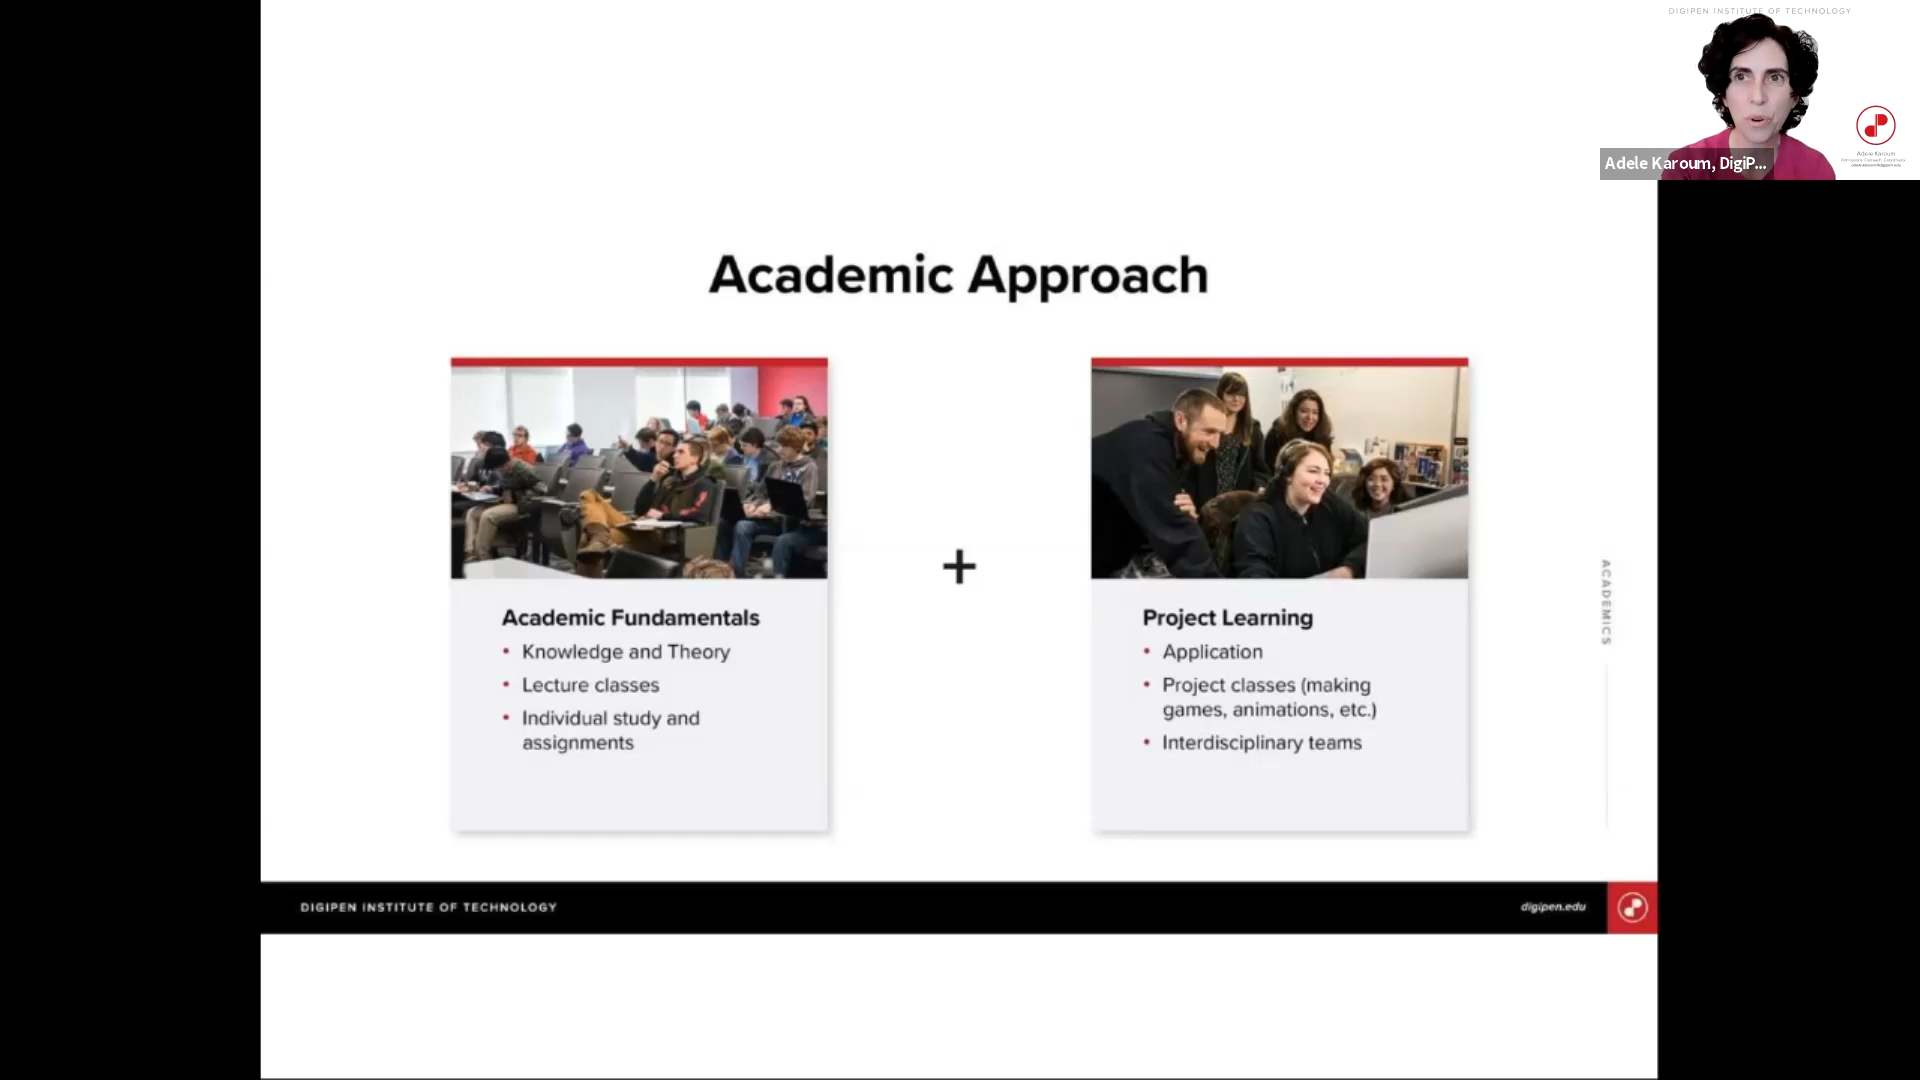 DIGIPEN INSTITUTE OF TECHNOLOGY
Adele Karoum
Adele Karoum, DigiP...
Academic Approach
Academic Fundamentals
• Knowledge and Theory
• Lecture classes
• Individual study and
assignments
+
Project Learning
• Application
• Project classes (making
games, animations, etc.)
• Interdisciplinary teams
ACADEMICS
DIGIPEN INSTITUTE OF TECHNOLOGY
digipen.edu